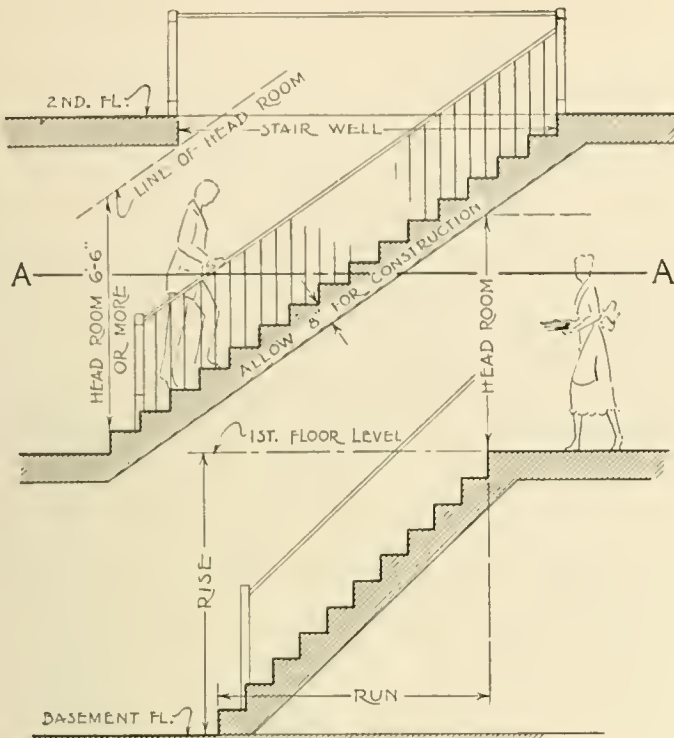 2ND. FL.
STAIR WELL
LINE OF HEAD ROOM
A
A
HEAD ROOM 6'-6"
OR MORE
ALLOW 8" FOR CONSTRUCTION
HEAD ROOM
1ST. FLOOR LEVEL
RISE
RUN
BASEMENT FL.